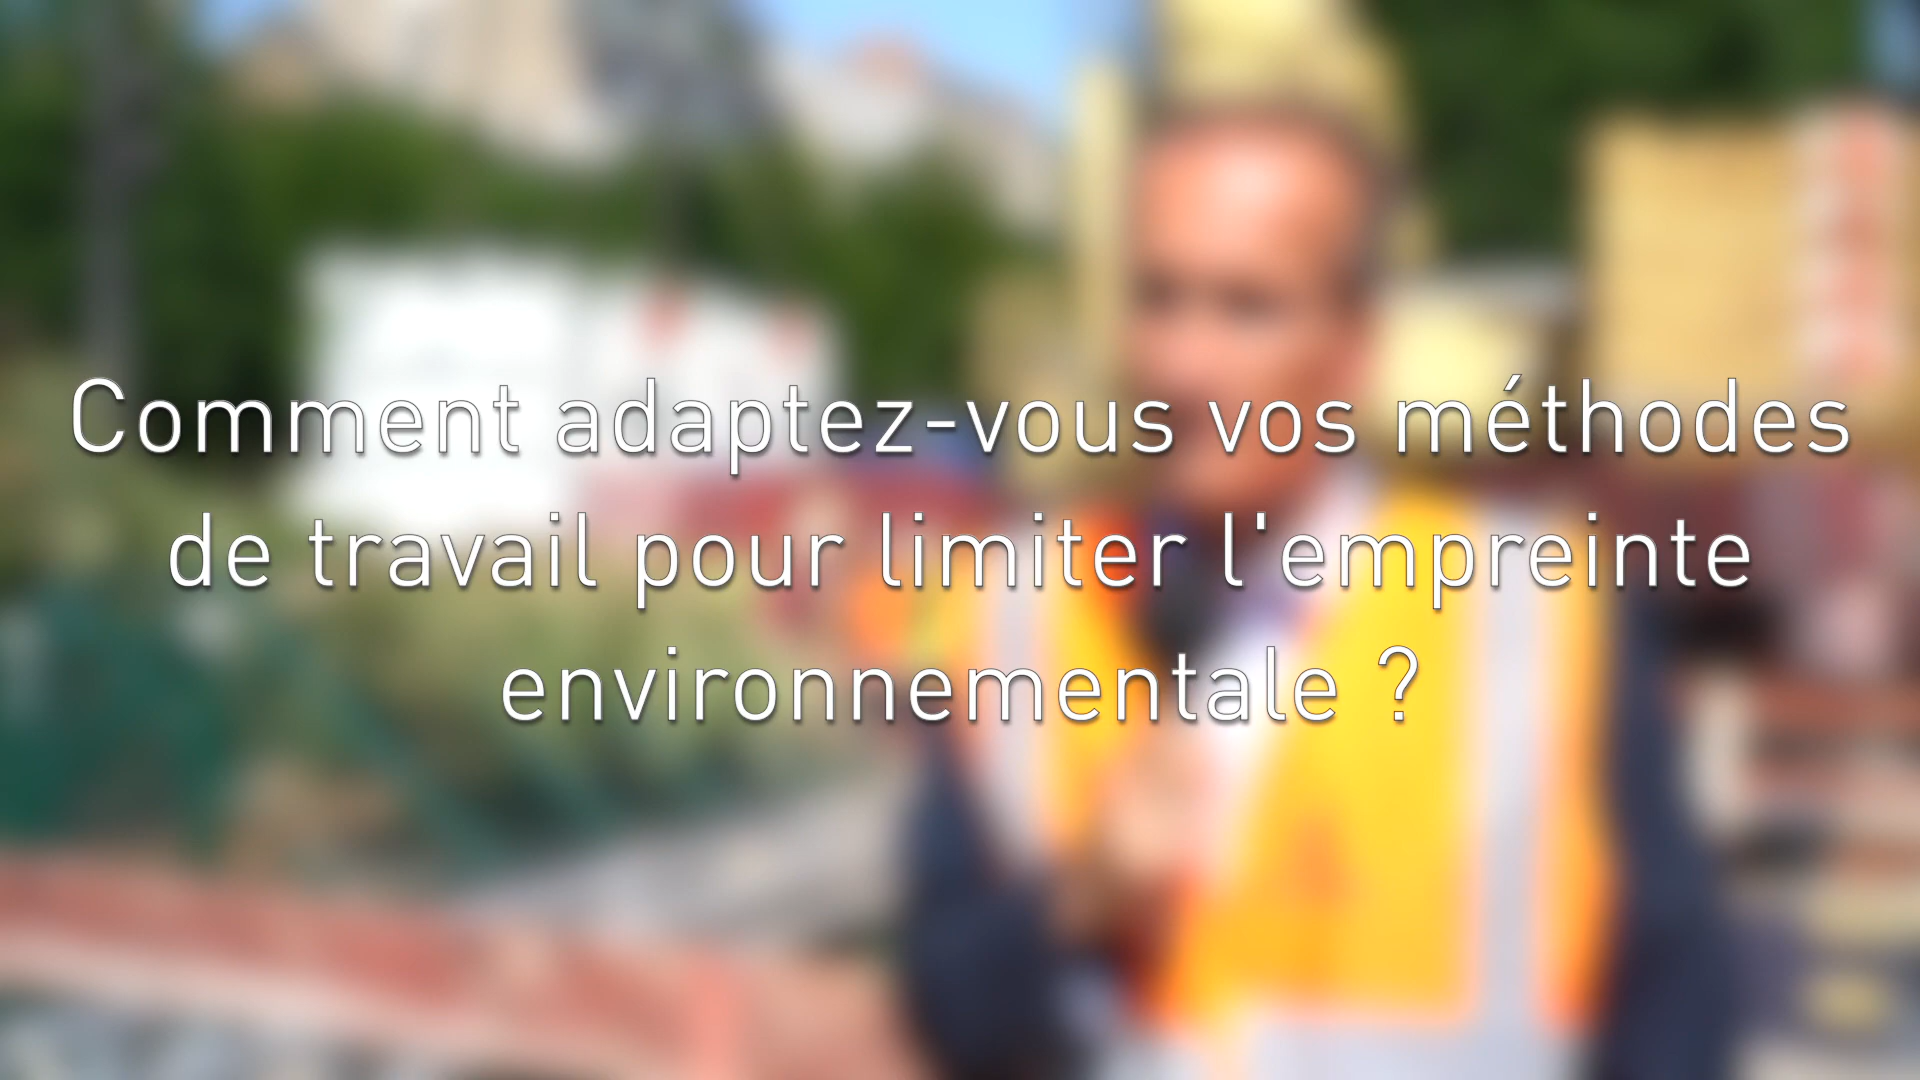 Comment adaptez-vous vos méthodes
de travail pour limiter l'empreinte
environnementale ?